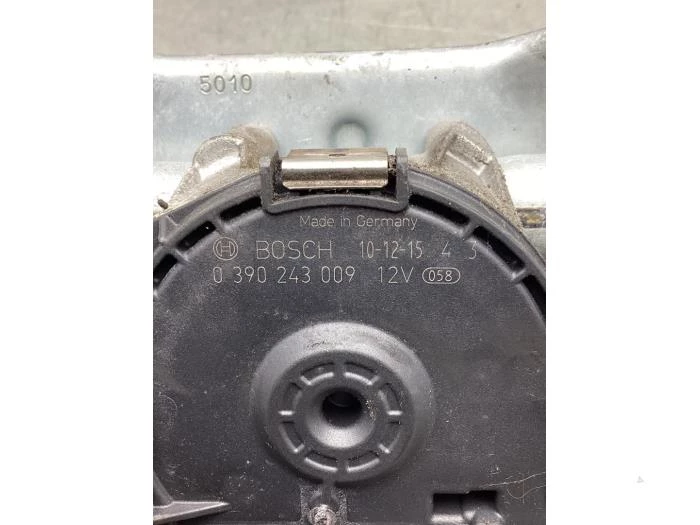 5010
Made in Germany
BOSCH 10-12-15 4 3
0 390 243 009 12V 058